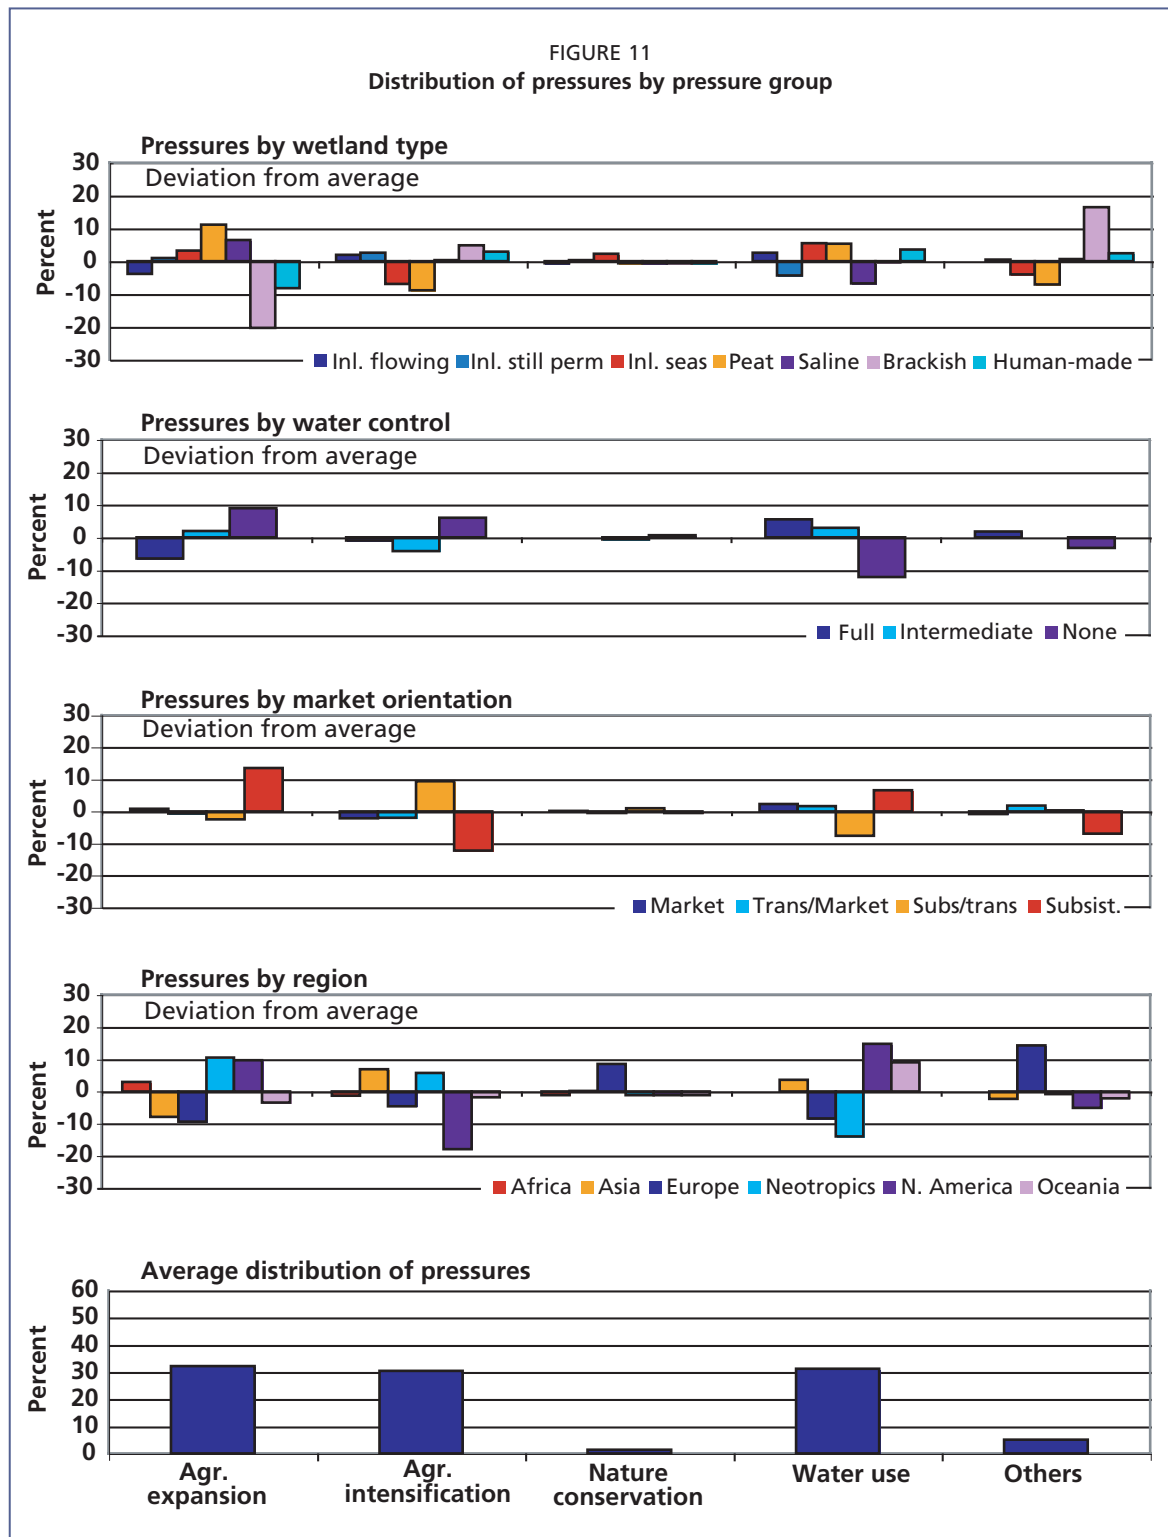 FIGURE 11
Distribution of pressures by pressure group
Pressures by wetland type
Deviation from average
Percent
30
20
10
0
-10
-20
-30
Inl. flowing Inl. still perm Inl. seas Peat Saline Brackish Human-made
Pressures by water control
Deviation from average
Percent
30
20
10
0
-10
-20
-30
Full Intermediate None
Pressures by market orientation
Deviation from average
Percent
30
20
10
0
-10
-20
-30
Market Trans/Market Subs/trans Subsist.
Pressures by region
Deviation from average
Percent
30
20
10
0
-10
-20
-30
Africa Asia Europe Neotropics N. America Oceania
Average distribution of pressures
Percent
60
50
40
30
20
10
0
Agr.
expansion
Agr.
intensification
Nature
conservation
Water use
Others